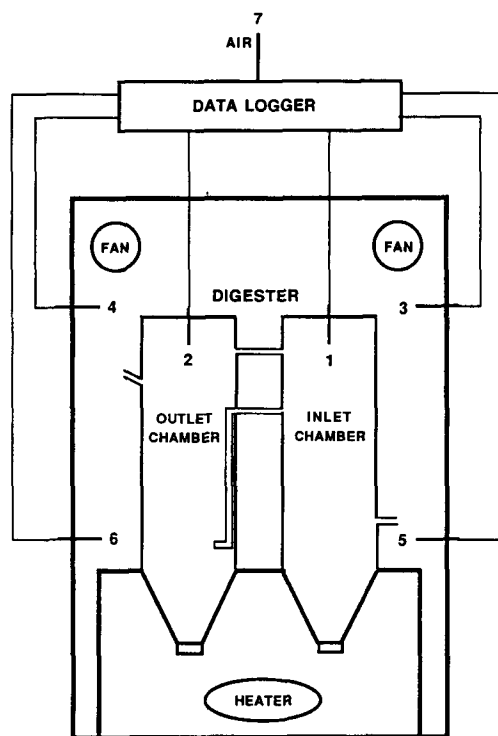 7
AIR
DATA LOGGER
FAN
FAN
4
DIGESTER
3
2
1
OUTLET
CHAMBER
INLET
CHAMBER
6
5
HEATER